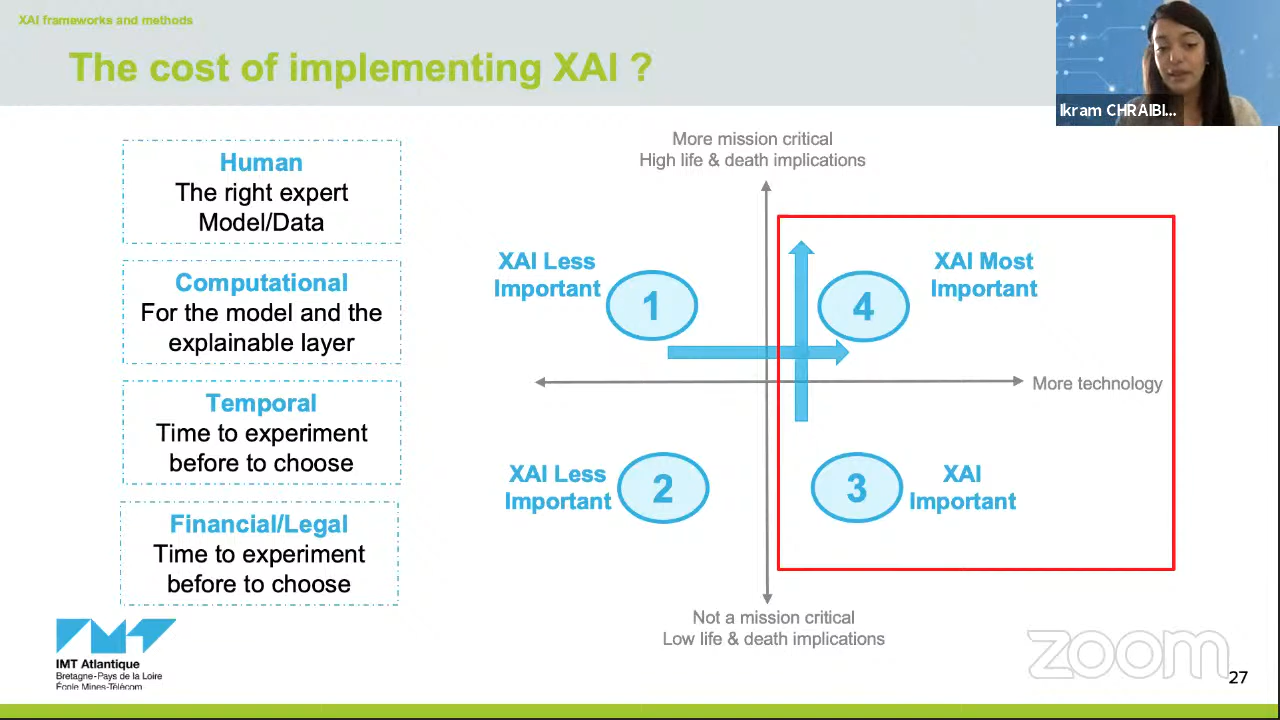 XAI frameworks and methods
The cost of implementing XAI ?
Ikram CHRAIBI...
Human
The right expert
Model/Data
Computational
For the model and the
explainable layer
Temporal
Time to experiment
before to choose
Financial/Legal
Time to experiment
before to choose
More mission critical
High life & death implications
XAI Less
Important
1
XAI Most
Important
4
More technology
XAI Less
Important
2
3
XAI
Important
Not a mission critical
Low life & death implications
IMT Atlantique
Bretagne-Pays de la Loire
École Mines-Télécom
zoom
27